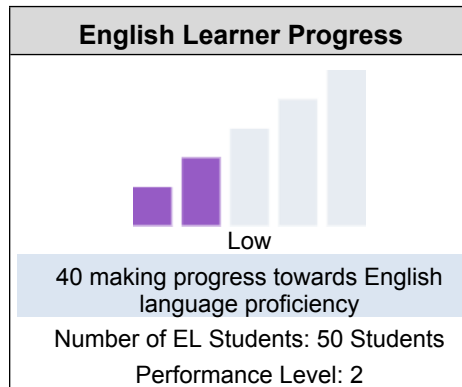 English Learner Progress
Low
40 making progress towards English
language proficiency
Number of EL Students: 50 Students
Performance Level: 2